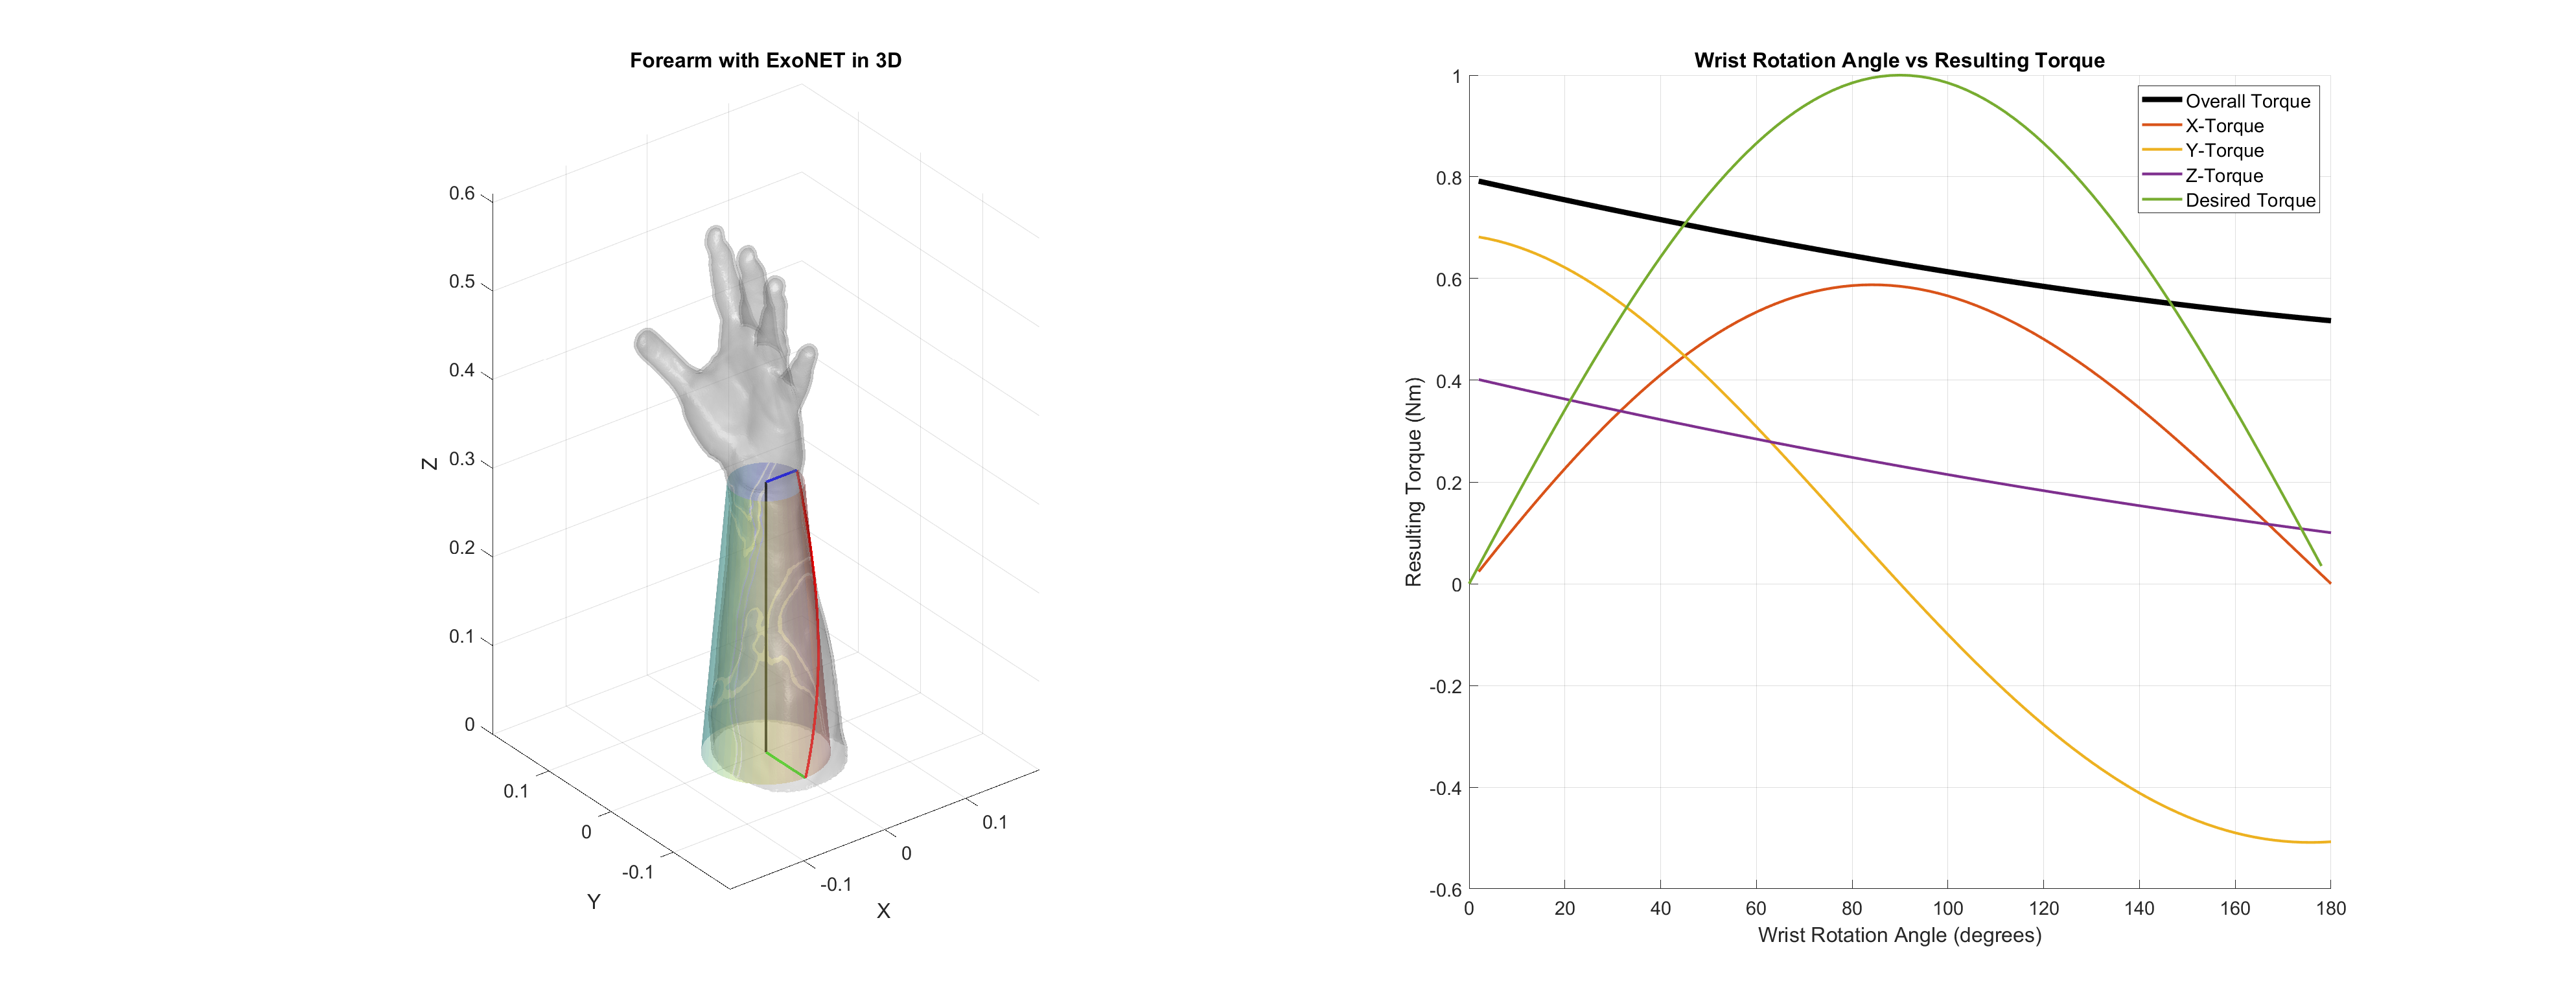 Forearm with ExoNET in 3D
0.6
0.5
0.4
0.3
0.2
0.1
0
Z
0.1
0
-0.1
Y
-0.1
0
0.1
X
Wrist Rotation Angle vs Resulting Torque
1
0.8
0.6
0.4
0.2
0
-0.2
-0.4
-0.6
Resulting Torque (Nm)
Overall Torque
X-Torque
Y-Torque
Z-Torque
Desired Torque
0 20 40 60 80 100 120 140 160 180
Wrist Rotation Angle (degrees)